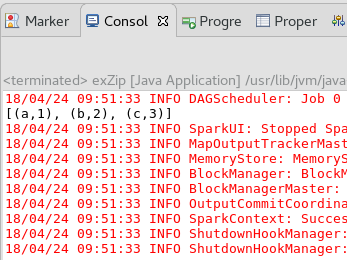 Marker Consol Progre Proper
<terminated> exZip [Java Application] /usr/lib/jvm/java
18/04/24 09:51:33 INFO DAGScheduler: Job 0
[(a,1), (b,2), (c,3)]
18/04/24 09:51:33 INFO SparkUI: Stopped Spa
18/04/24 09:51:33 INFO MapOutputTrackerMast
18/04/24 09:51:33 INFO MemoryStore: MemoryS
18/04/24 09:51:33 INFO BlockManager: BlockM
18/04/24 09:51:33 INFO BlockManagerMaster:
18/04/24 09:51:33 INFO OutputCommitCoordina
18/04/24 09:51:33 INFO SparkContext: Succes
18/04/24 09:51:33 INFO ShutdownHookManager:
18/04/24 09:51:33 INFO ShutdownHookManager: